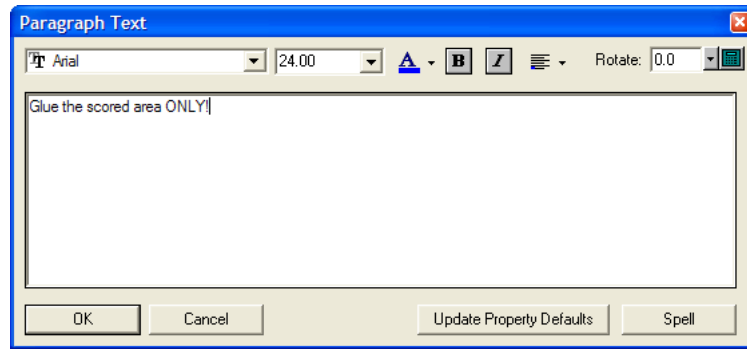 Paragraph Text
Arial 24.00 A B I Rotate: 0.0
Glue the scored area ONLY!
OK Cancel Update Property Defaults Spell